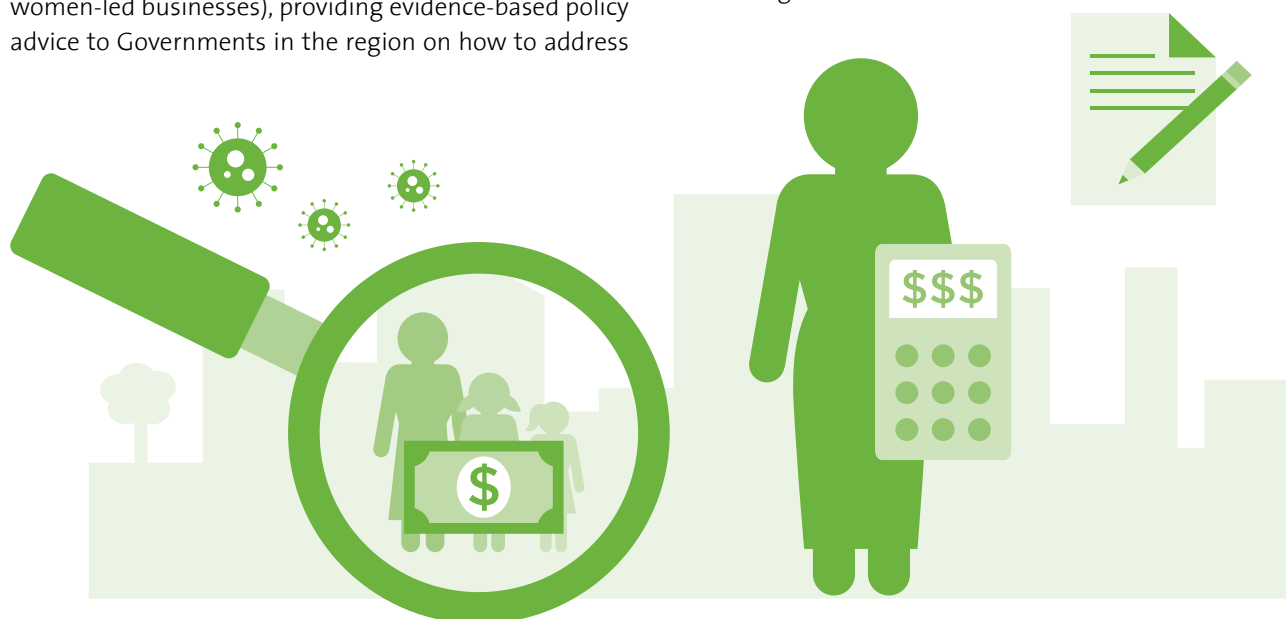 women-led businesses), providing evidence-based policy
advice to Governments in the region on how to address
$$$
$